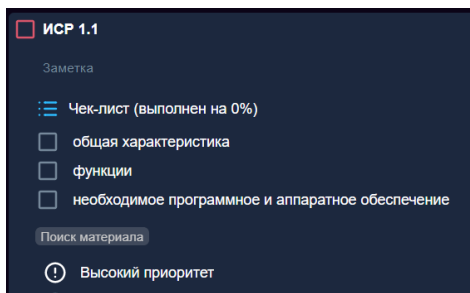 ИСР 1.1
Заметка
Чек-лист (выполнен на 0%)
общая характеристика
функции
необходимое программное и аппаратное обеспечение
Поиск материала
Высокий приоритет